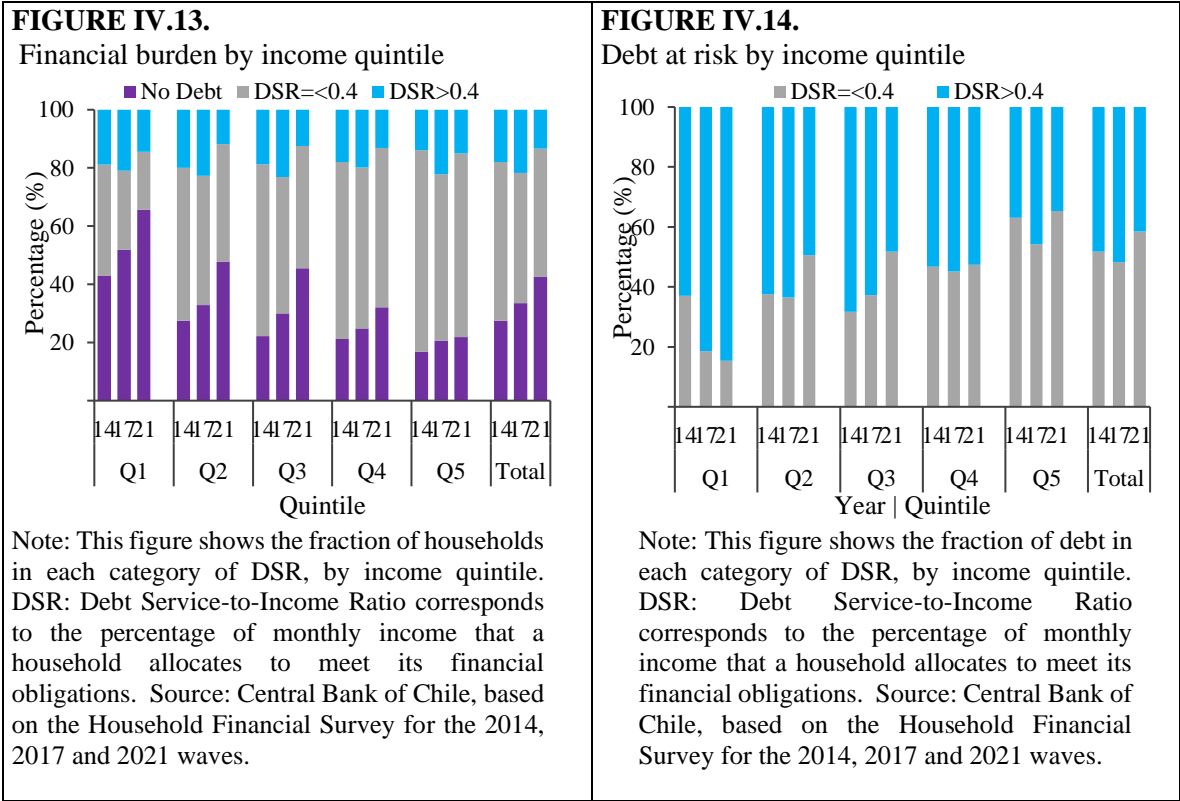 FIGURE IV.13.
Financial burden by income quintile
No Debt DSR=<0.4 DSR>0.4
100
80
60
40
20
Percentage (%)
141721 141721 141721 141721 141721 141721
Q1 Q2 Q3 Q4 Q5 Total
Quintile
Note: This figure shows the fraction of households
in each category of DSR, by income quintile.
DSR: Debt Service-to-Income Ratio corresponds
to the percentage of monthly income that a
household allocates to meet its financial
obligations. Source: Central Bank of Chile, based
on the Household Financial Survey for the 2014,
2017 and 2021 waves.
FIGURE IV.14.
Debt at risk by income quintile
DSR=<0.4 DSR>0.4
100
80
60
40
20
Percentage (%)
141721 141721 141721 141721 141721 141721
Q1 Q2 Q3 Q4 Q5 Total
Year | Quintile
Note: This figure shows the fraction of debt in
each category of DSR, by income quintile.
DSR: Debt Service-to-Income Ratio
corresponds to the percentage of monthly
income that a household allocates to meet its
financial obligations. Source: Central Bank of
Chile, based on the Household Financial
Survey for the 2014, 2017 and 2021 waves.